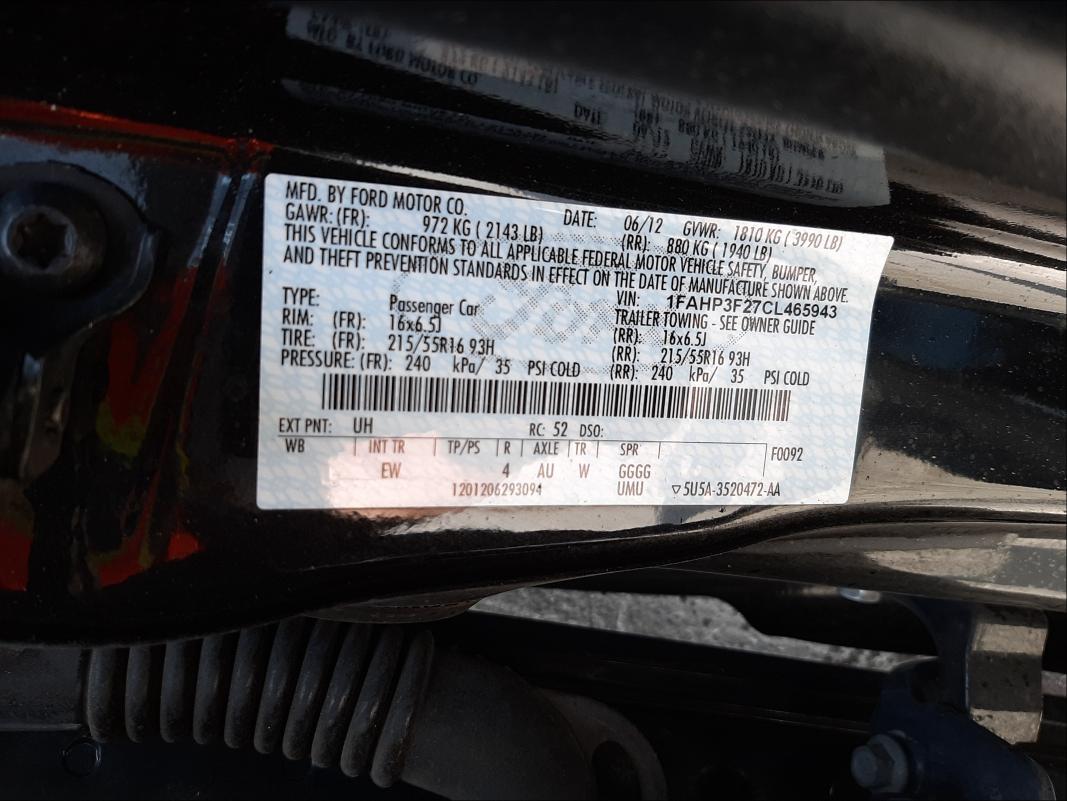 MFD. BY FORD MOTOR CO. DATE: 06/12 GVWR: 1810 KG ( 3990 LB)
GAWR: (FR): 972 KG ( 2143 LB) (RR): 880 KG ( 1940 LB)
THIS VEHICLE CONFORMS TO ALL APPLICABLE FEDERAL MOTOR VEHICLE SAFETY, BUMPER,
AND THEFT PREVENTION STANDARDS IN EFFECT ON THE DATE OF MANUFACTURE SHOWN ABOVE.
VIN: 1FAHP3F27CL465943
TYPE: Passenger Car TRAILER TOWING - SEE OWNER GUIDE
RIM: (FR): 16x6.5J (RR): 16x6.5J
TIRE: (FR): 215/55R16 93H (RR): 215/55R16 93H
PRESSURE: (FR): 240 kPa/ 35 PSI COLD (RR): 240 kPa/ 35 PSI COLD
EXT PNT: UH RC: 52 DSO:
WB INT TR TP/PS R AXLE TR SPR F0092
EW 4 AU W GGGG
1201206293094 UMU ▽5U5A-3520472-AA